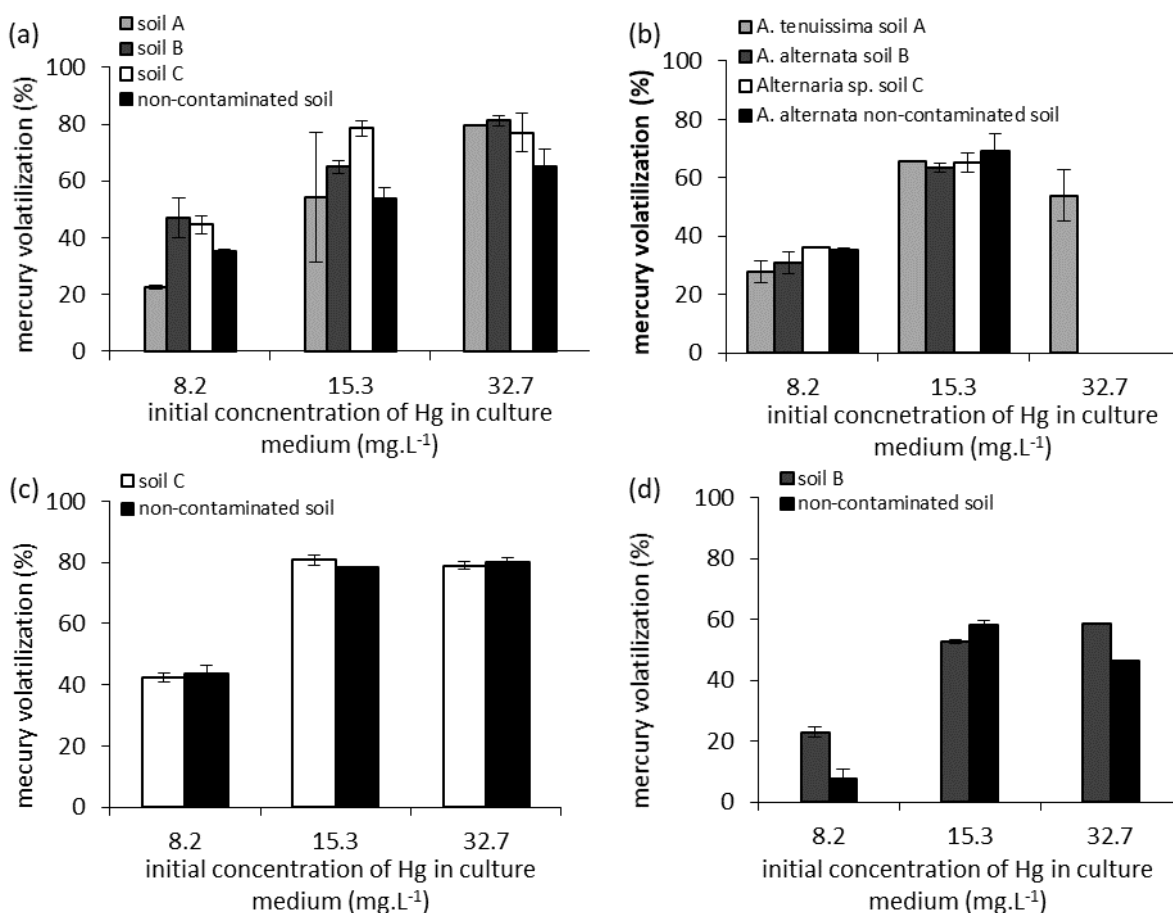 (a)
soil A
soil B
soil C
non-contaminated soil
mercury volatilization (%)
100
80
60
40
20
0
8.2 15.3 32.7
initial concnentration of Hg in culture
medium (mg.L⁻¹)
(b)
A. tenuissima soil A
A. alternata soil B
Alternaria sp. soil C
A. alternata non-contaminated soil
mercury volatilization (%)
100
80
60
40
20
0
8.2 15.3 32.7
initial concnetration of Hg in culture
medium (mg.L⁻¹)
(c)
soil C
non-contaminated soil
mecury volatilization (%)
100
80
60
40
20
0
8.2 15.3 32.7
initial concentration of Hg in culture
medium (mg.L⁻¹)
(d)
soil B
non-contaminated soil
mercury volatilization (%)
100
80
60
40
20
0
8.2 15.3 32.7
initial concentration of Hg in culture
medium (mg.L⁻¹)